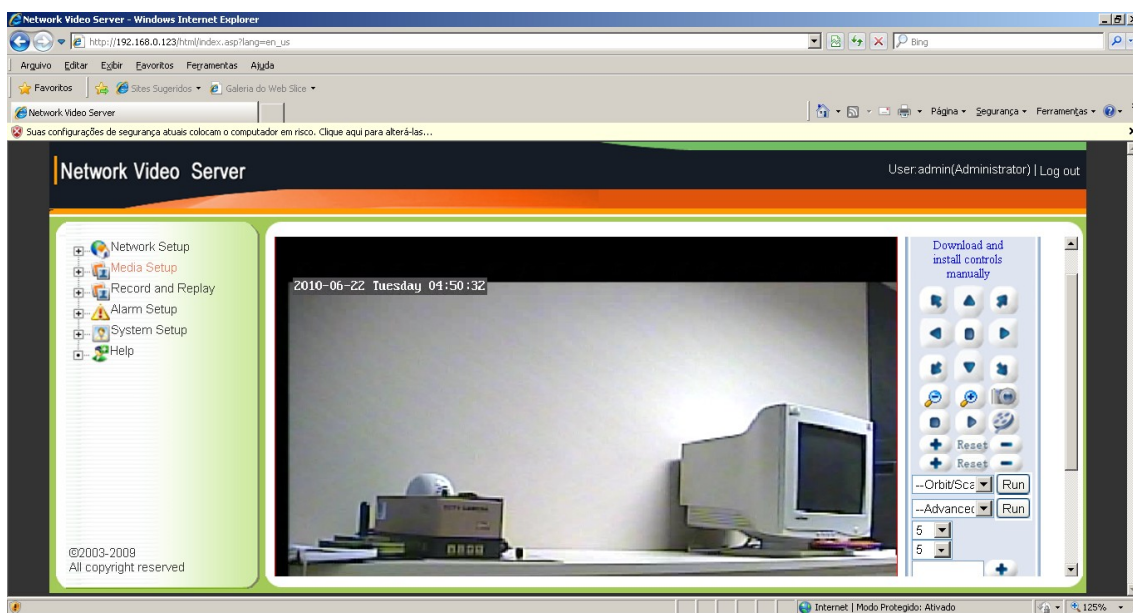 Network Video Server - Windows Internet Explorer
http://192.168.0.123/html/index.asp?lang=en_us
Bing
Arquivo Editar Exibir Favoritos Ferramentas Ajuda
Favoritos Sites Sugeridos Galeria do Web Slice
Network Video Server
Página Segurança Ferramentas
Suas configurações de segurança atuais colocam o computador em risco. Clique aqui para alterá-las...
Network Video Server
User:admin(Administrator) | Log out
Network Setup
Media Setup
Record and Replay
Alarm Setup
System Setup
Help
©2003-2009
All copyright reserved
2010-06-22 Tuesday 04:50:32
CCTV CAMERA
Download and
install controls
manually
Reset
Reset
--Orbit/Sca Run
--Advanced Run
5
5
Internet | Modo Protegido: Ativado
125%